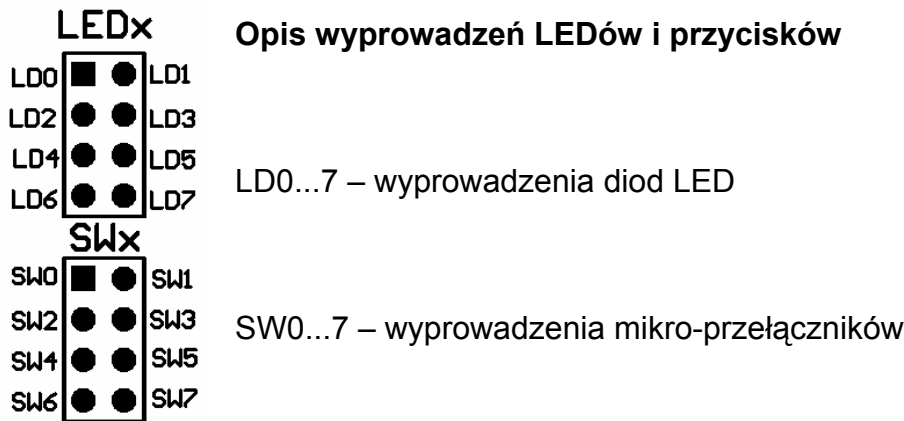 LEDx
Opis wyprowadzeń LEDów i przycisków
LD0 LD1
LD2 LD3
LD4 LD5
LD6 LD7
LD0...7 – wyprowadzenia diod LED
SWx
SW0 SW1
SW2 SW3
SW4 SW5
SW6 SW7
SW0...7 – wyprowadzenia mikro-przełączników